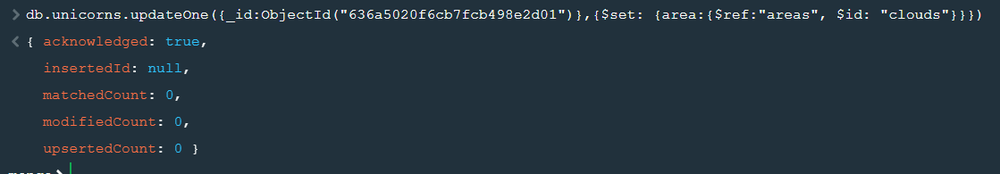 > db.unicorns.updateOne({_id:ObjectId("636a5020f6cb7fcb498e2d01")},{$set: {area:{$ref:"areas", $id: "clouds"}}})
< { acknowledged: true,
insertedId: null,
matchedCount: 0,
modifiedCount: 0,
upsertedCount: 0 }